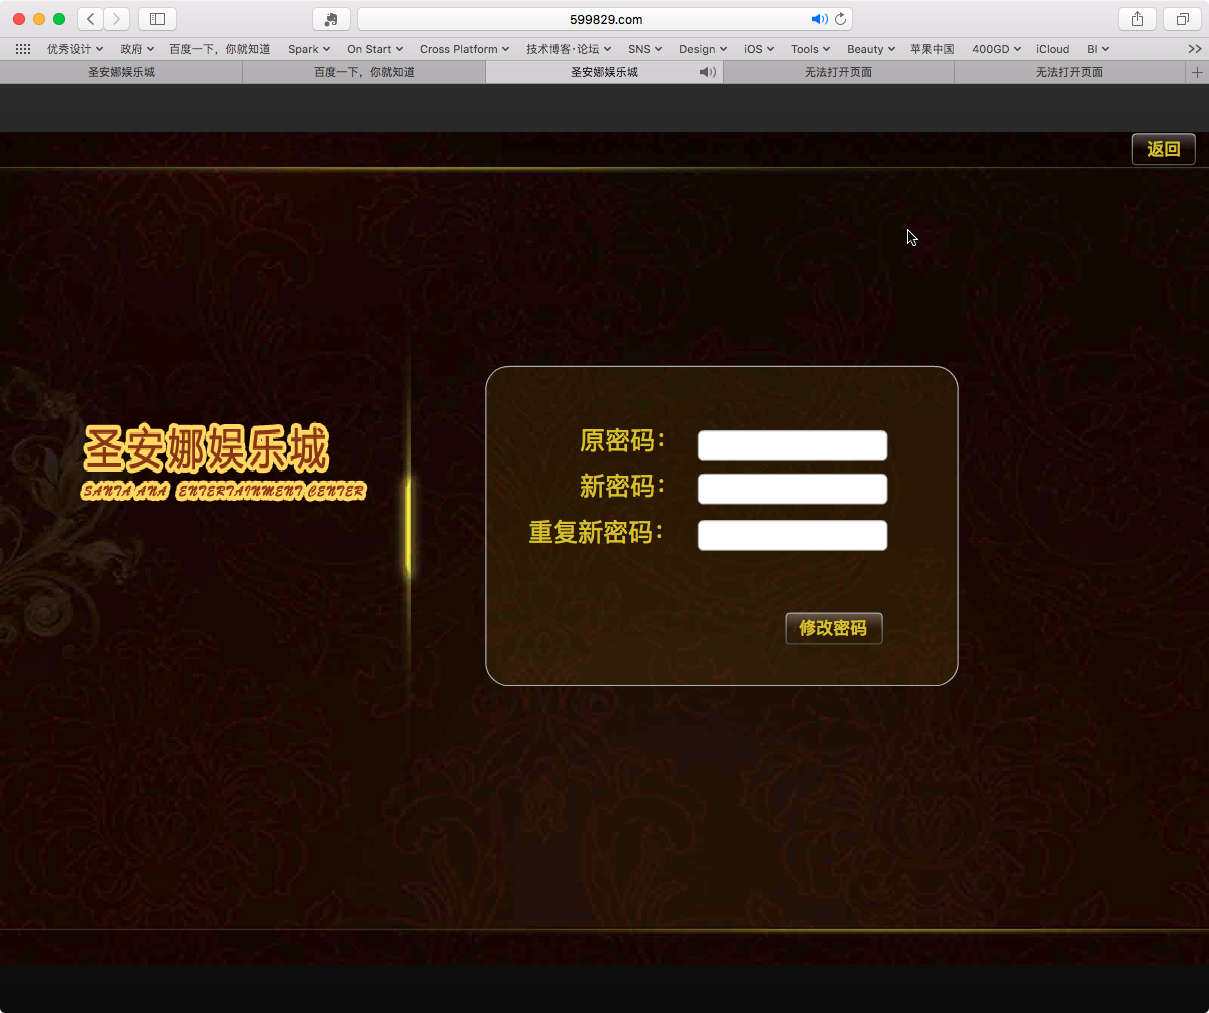 599829.com
优秀设计 政府 百度一下，你就知道 Spark On Start Cross Platform 技术博客·论坛 SNS Design iOS Tools Beauty 苹果中国 400GD iCloud BI
圣安娜娱乐城 百度一下，你就知道 圣安娜娱乐城 无法打开页面 无法打开页面
返回
圣安娜娱乐城
SANTA ANA ENTERTAINMENT CENTER
原密码：
新密码：
重复新密码：
修改密码